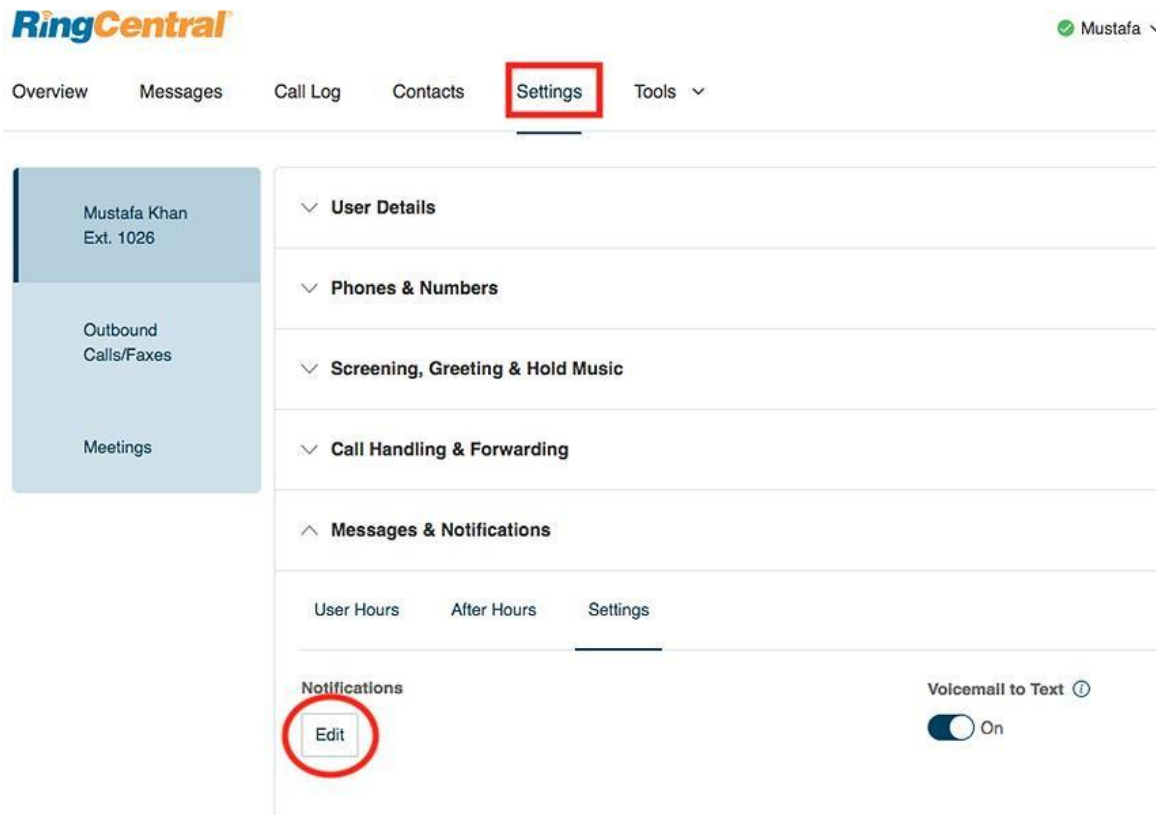 RingCentral
Mustafa
Overview Messages Call Log Contacts Settings Tools
Mustafa Khan
Ext. 1026
Outbound
Calls/Faxes
Meetings
User Details
Phones & Numbers
Screening, Greeting & Hold Music
Call Handling & Forwarding
Messages & Notifications
User Hours After Hours Settings
Notifications
Edit
Voicemail to Text
On